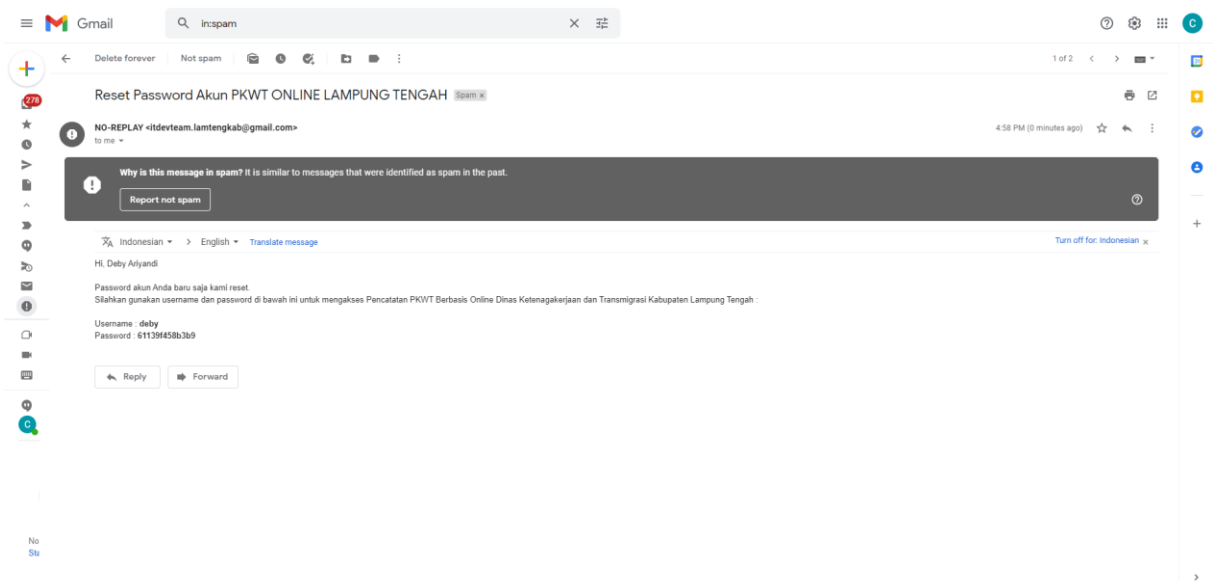 Gmail
in:spam
C
Delete forever
Not spam
1 of 2
278
Reset Password Akun PKWT ONLINE LAMPUNG TENGAH
Spam ×
NO-REPLAY <itdevteam.lamtengkab@gmail.com>
4:58 PM (0 minutes ago)
to me
Why is this message in spam? It is similar to messages that were identified as spam in the past.
Report not spam
Indonesian > English Translate message
Turn off for: Indonesian ×
Hi, Deby Ariyandi
Password akun Anda baru saja kami reset.
Silahkan gunakan username dan password di bawah ini untuk mengakses Pencatatan PKWT Berbasis Online Dinas Ketenagakerjaan dan Transmigrasi Kabupaten Lampung Tengah :
Username : deby
Password : 61139f458b3b9
Reply
Forward
C
No
Sta